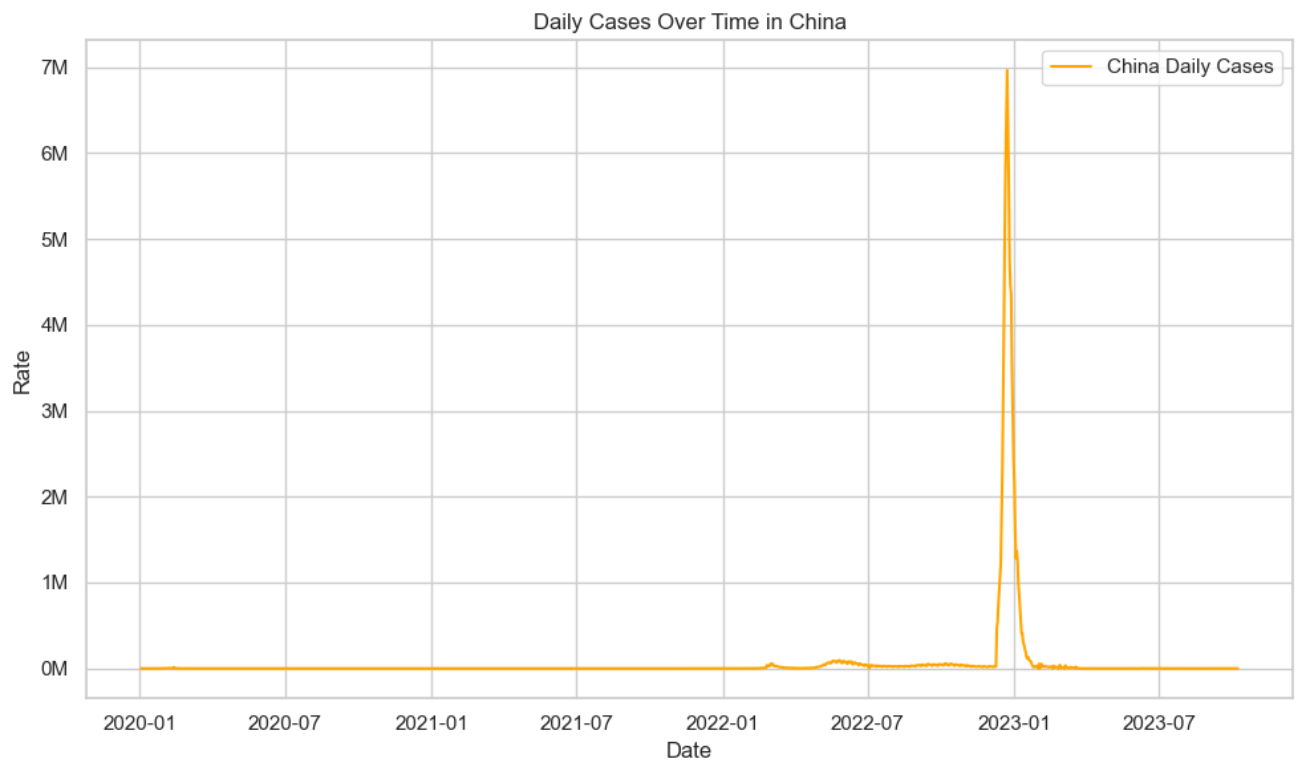 Daily Cases Over Time in China
China Daily Cases
7M
6M
5M
4M
3M
2M
1M
0M
Rate
2020-01
2020-07
2021-01
2021-07
2022-01
2022-07
2023-01
2023-07
Date